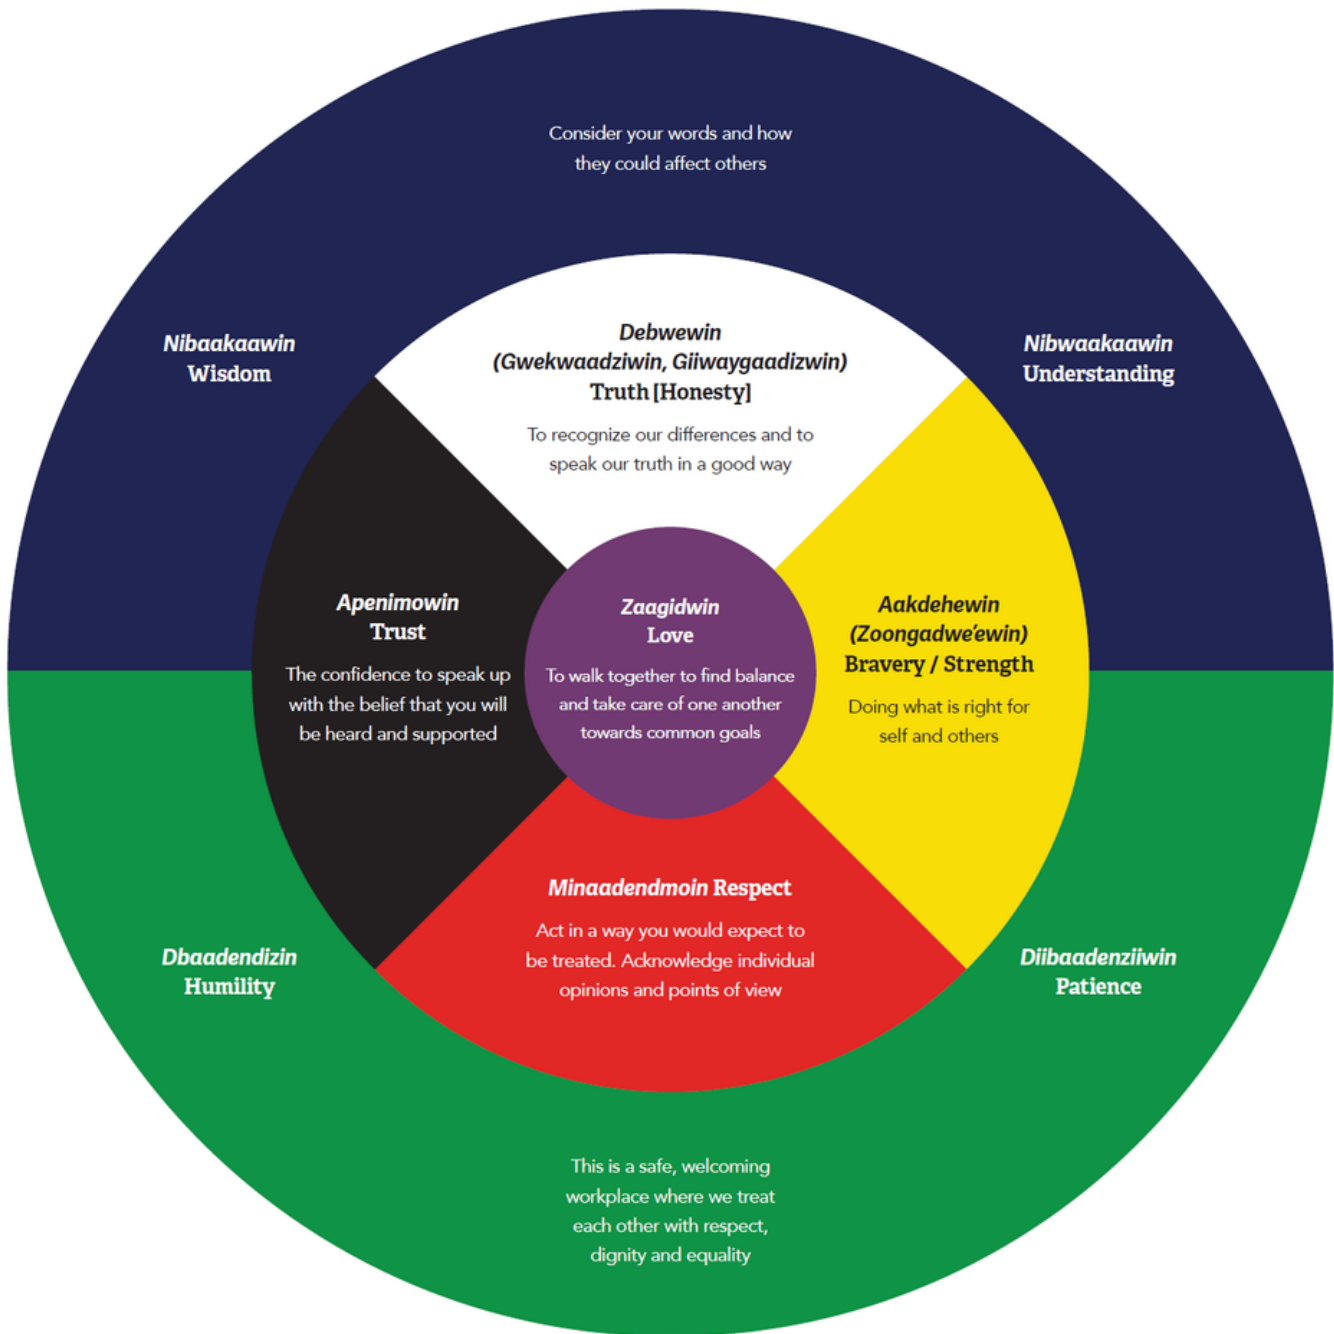 Consider your words and how
they could affect others
Nibaakaawin
Wisdom
Debwewin
(Gwekwaadziwin, Giiwaygaadizwin)
Truth [Honesty]
To recognize our differences and to
speak our truth in a good way
Nibwaakaawin
Understanding
Apenimowin
Trust
The confidence to speak up
with the belief that you will
be heard and supported
Zaagidwin
Love
To walk together to find balance
and take care of one another
towards common goals
Aakdehewin
(Zoongadwe’ewin)
Bravery / Strength
Doing what is right for
self and others
Minaadendmoin Respect
Act in a way you would expect to
be treated. Acknowledge individual
opinions and points of view
Dbaadendizin
Humility
Diibaadenziiwin
Patience
This is a safe, welcoming
workplace where we treat
each other with respect,
dignity and equality